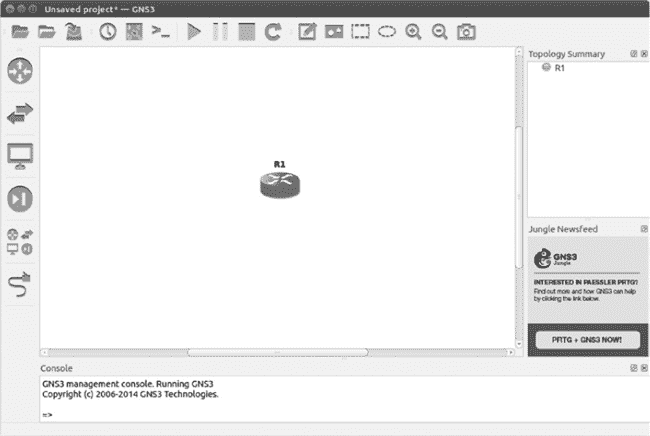 Unsaved project* — GNS3
Topology Summary
R1
R1
Jungle Newsfeed
GNS3
Jungle
INTERESTED IN PAESSLER PRTG?
Find out more and how GNS3 can help
by clicking the link below.
PRTG + GNS3 NOW!
Console
GNS3 management console. Running GNS3
Copyright (c) 2006-2014 GNS3 Technologies.
=>